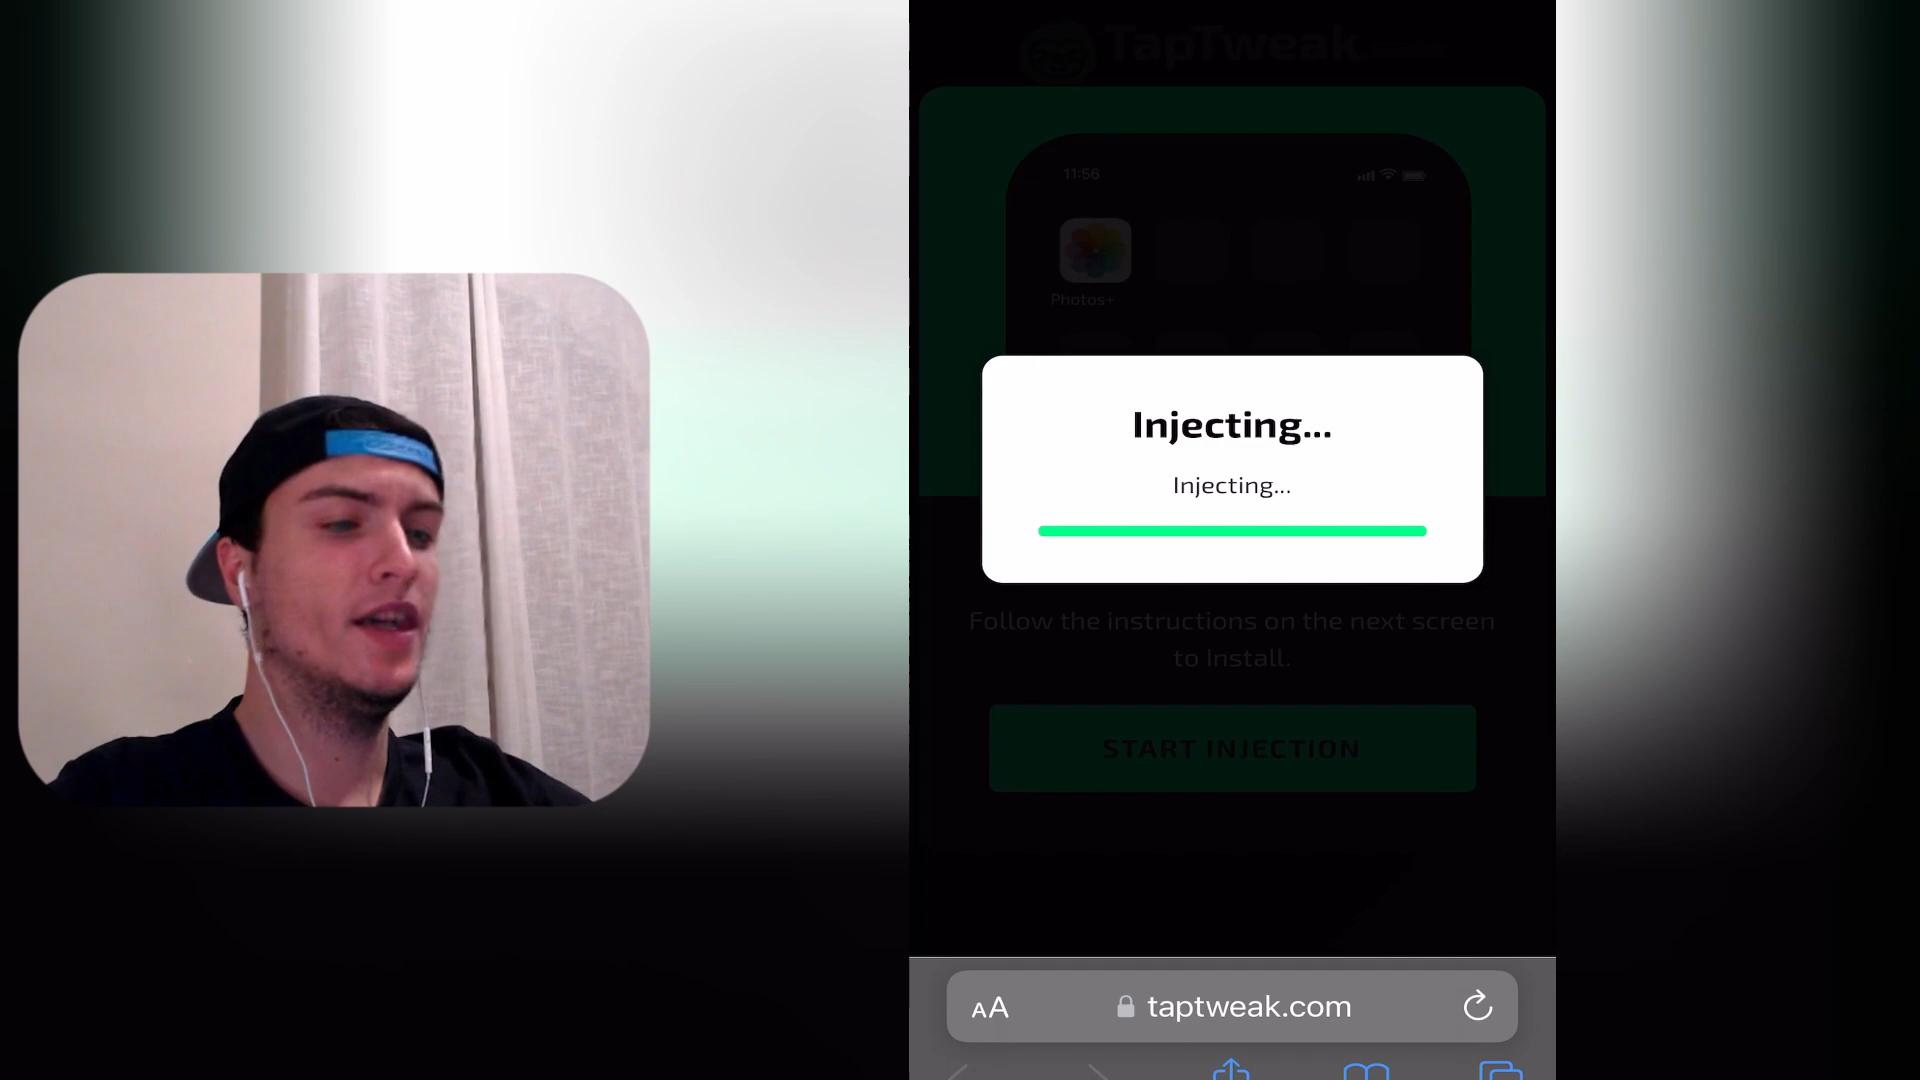 TapTweak
11:56
Photos+
Injecting...
Injecting...
Follow the instructions on the next screen
to Install.
START INJECTION
AA
taptweak.com